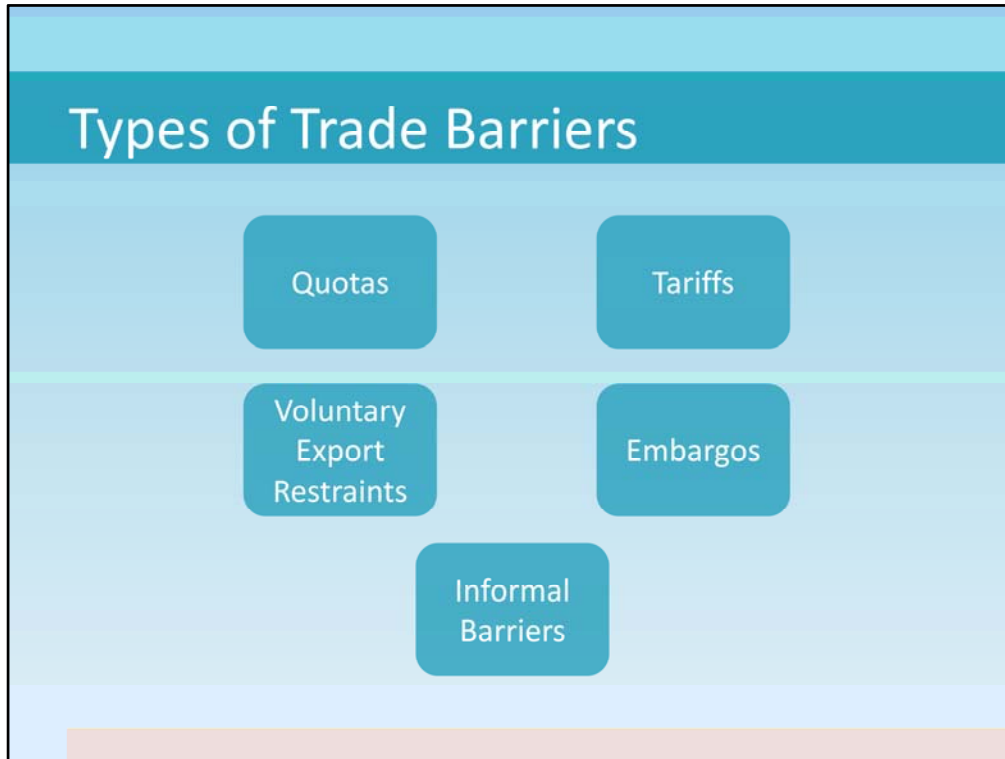 Types of Trade Barriers
Quotas
Tariffs
Voluntary
Export
Restraints
Embargos
Informal
Barriers